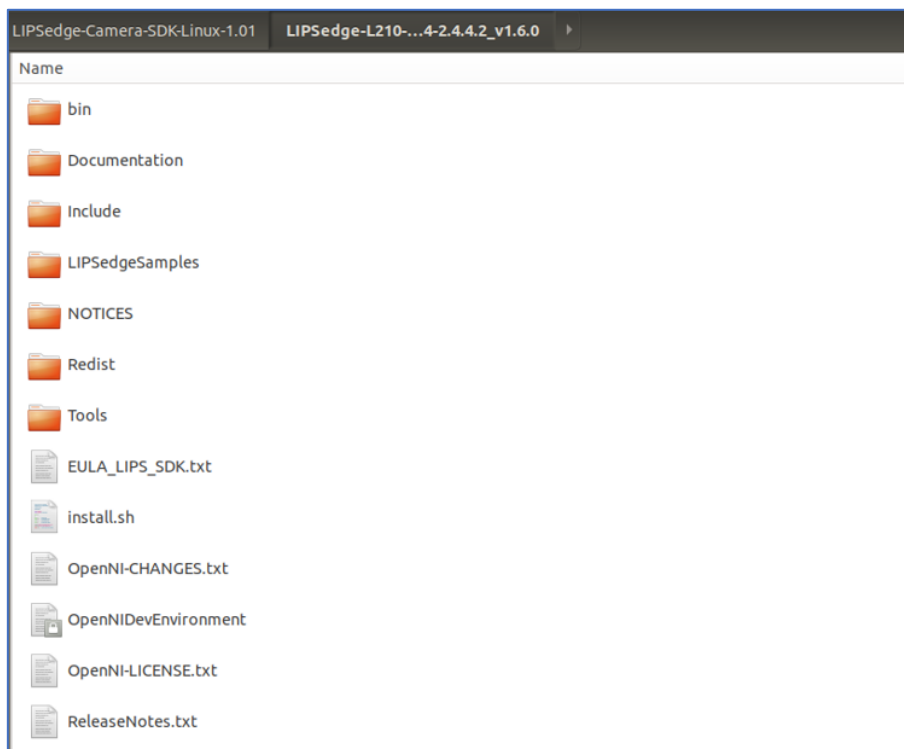 LIPSedge-Camera-SDK-Linux-1.01 LIPSedge-L210-...4-2.4.4.2_v1.6.0
Name
bin
Documentation
Include
LIPSedgeSamples
NOTICES
Redist
Tools
EULA_LIPS_SDK.txt
install.sh
OpenNI-CHANGES.txt
OpenNIDevEnvironment
OpenNI-LICENSE.txt
ReleaseNotes.txt